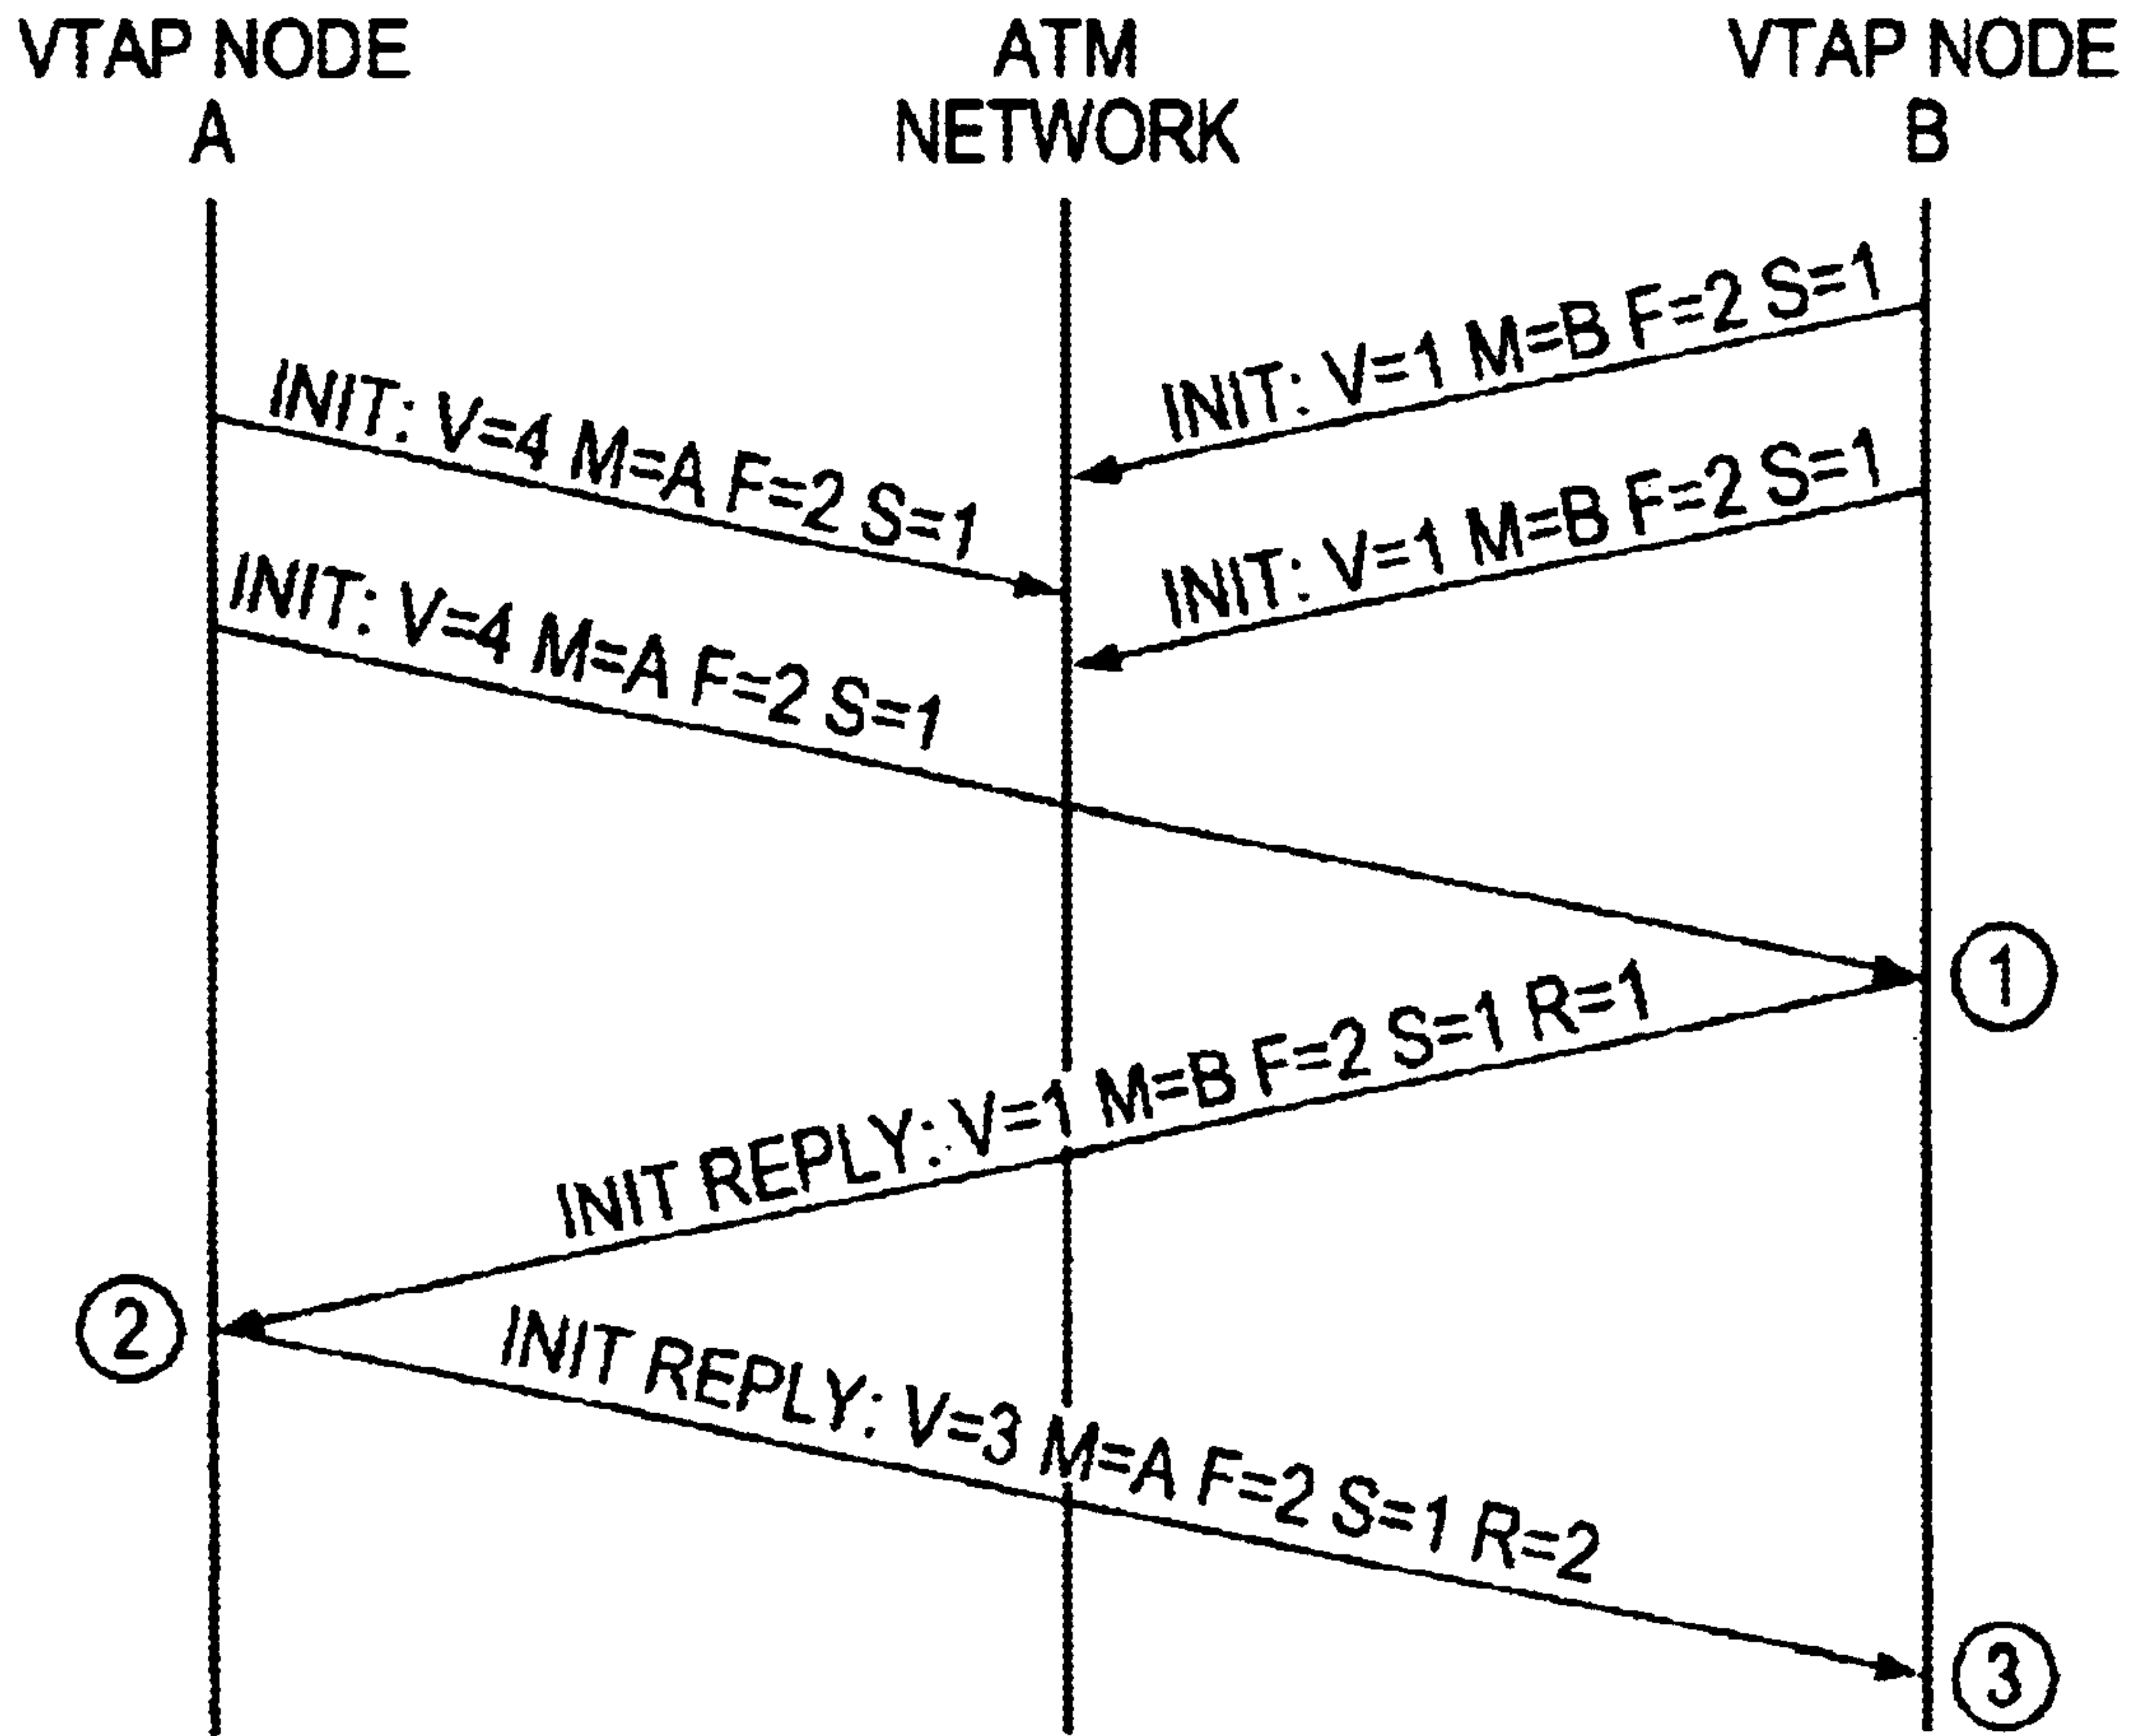 VTAP NODE
A
ATM
NETWORK
VTAP NODE
B
INIT: V=1 M=B F=2 S=1
INIT: V=4 M=A F=2 S=1
INIT: V=1 M=B F=2 S=1
INIT: V=4 M=A F=2 S=1
1
INIT REPLY: V=1 M=B F=2 S=1 R=1
2
INIT REPLY: V=3 M=A F=2 S=1 R=2
3